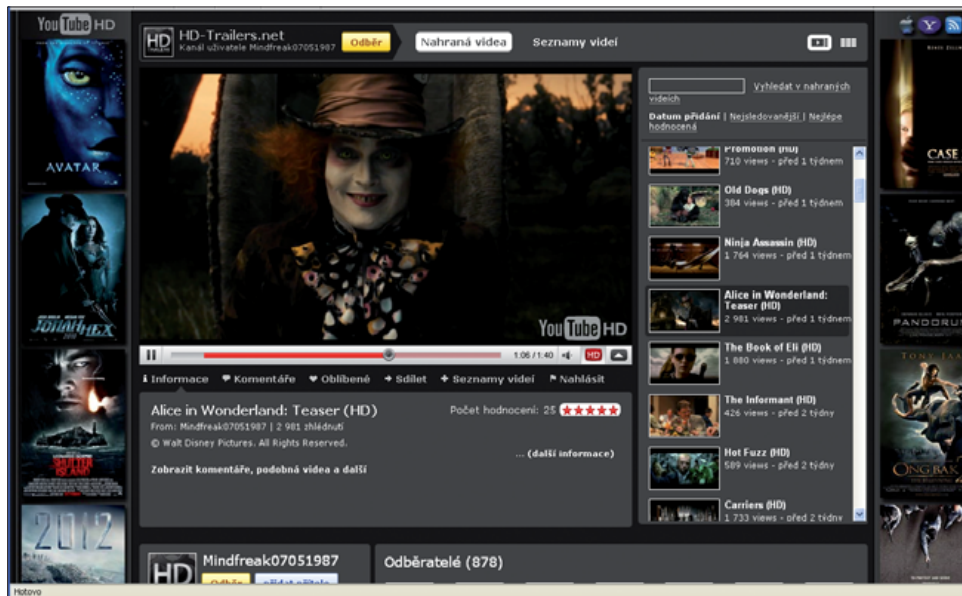 YouTube HD
AVATAR
JONAH HEX
SHUTTER
ISLAND
2012
HD
HD-Trailers.net
Kanál uživatele Mindfreak07051987
Odběr
Nahraná videa
Seznamy videí
YouTube HD
1:06 / 1:40
HD
Informace
Komentáře
Oblíbené
Sdílet
Seznamy videí
Nahlásit
Alice in Wonderland: Teaser (HD)
Počet hodnocení: 25
From: Mindfreak07051987 | 2 981 zhlédnutí
© Walt Disney Pictures. All Rights Reserved.
... (další informace)
Zobrazit komentáře, podobná videa a další
Vyhledat v nahraných
videích
Datum přidání | Nejsledovanější | Nejlépe
hodnocená
Promotion (HD)
710 views - před 1 týdnem
Old Dogs (HD)
384 views - před 1 týdnem
Ninja Assassin (HD)
1 764 views - před 1 týdnem
Alice in Wonderland:
Teaser (HD)
2 981 views - před 1 týdnem
The Book of Eli (HD)
1 880 views - před 1 týdnem
The Informant (HD)
426 views - před 2 týdny
Hot Fuzz (HD)
589 views - před 2 týdny
Carriers (HD)
1 733 views - před 2 týdny
CASE
PANDORUM
TONY JAA
ONG BAK 2
HD
Mindfreak07051987
Odběr
přidat přítele
Odběratelé (878)
Hotovo